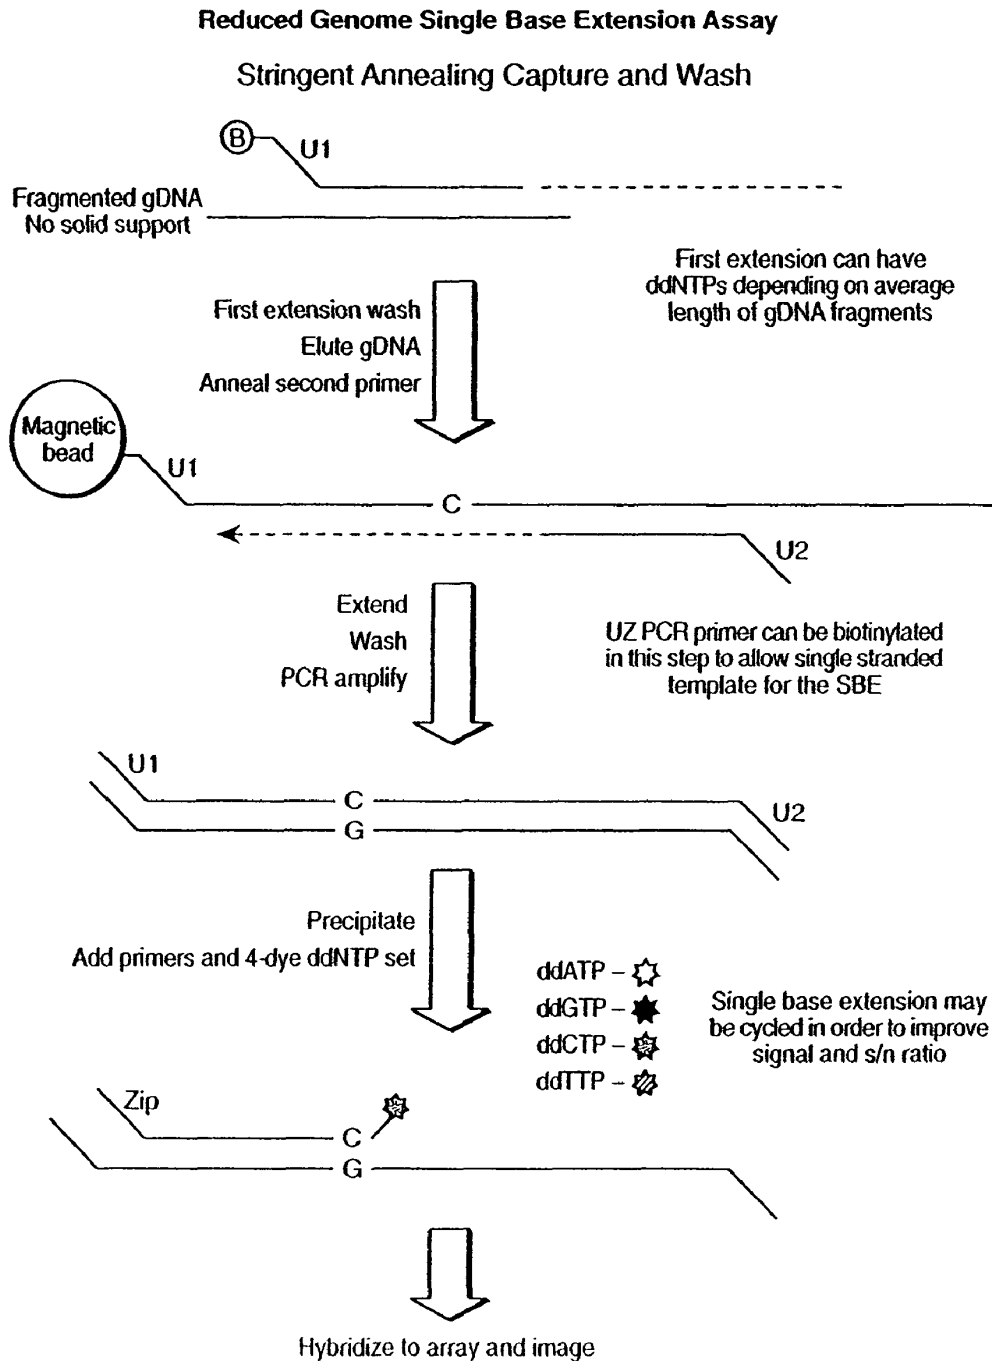 Reduced Genome Single Base Extension Assay
Stringent Annealing Capture and Wash
B
U1
Fragmented gDNA
No solid support
First extension can have
ddNTPs depending on average
length of gDNA fragments
First extension wash
Elute gDNA
Anneal second primer
Magnetic
bead
U1
C
U2
Extend
Wash
PCR amplify
UZ PCR primer can be biotinylated
in this step to allow single stranded
template for the SBE
U1
C
G
U2
Precipitate
Add primers and 4-dye ddNTP set
ddATP –
ddGTP –
ddCTP –
ddTTP –
Single base extension may
be cycled in order to improve
signal and s/n ratio
Zip
C
G
Hybridize to array and image